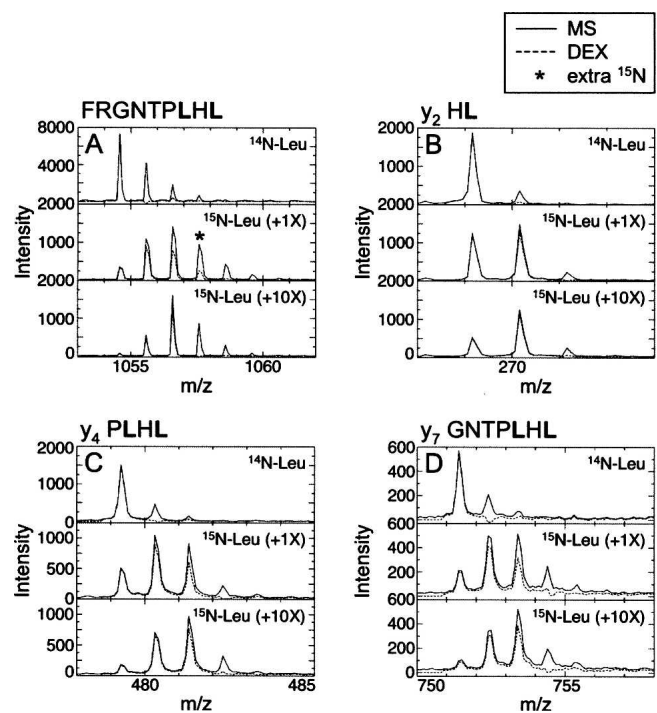 MS
DEX
* extra ¹⁵N
FRGNTPLHL
A
¹⁴N-Leu
8000
4000
2000
Intensity
¹⁵N-Leu (+1X)
*
1000
2000
¹⁵N-Leu (+10X)
1000
0
1055
1060
m/z
y₂ HL
B
¹⁴N-Leu
2000
1000
2000
Intensity
¹⁵N-Leu (+1X)
1000
2000
¹⁵N-Leu (+10X)
1000
0
270
m/z
y₄ PLHL
C
¹⁴N-Leu
2000
1000
0
Intensity
¹⁵N-Leu (+1X)
1000
500
0
¹⁵N-Leu (+10X)
1000
500
0
480
485
m/z
y₇ GNTPLHL
D
¹⁴N-Leu
600
400
200
600
Intensity
¹⁵N-Leu (+1X)
400
200
600
¹⁵N-Leu (+10X)
400
200
0
750
755
m/z